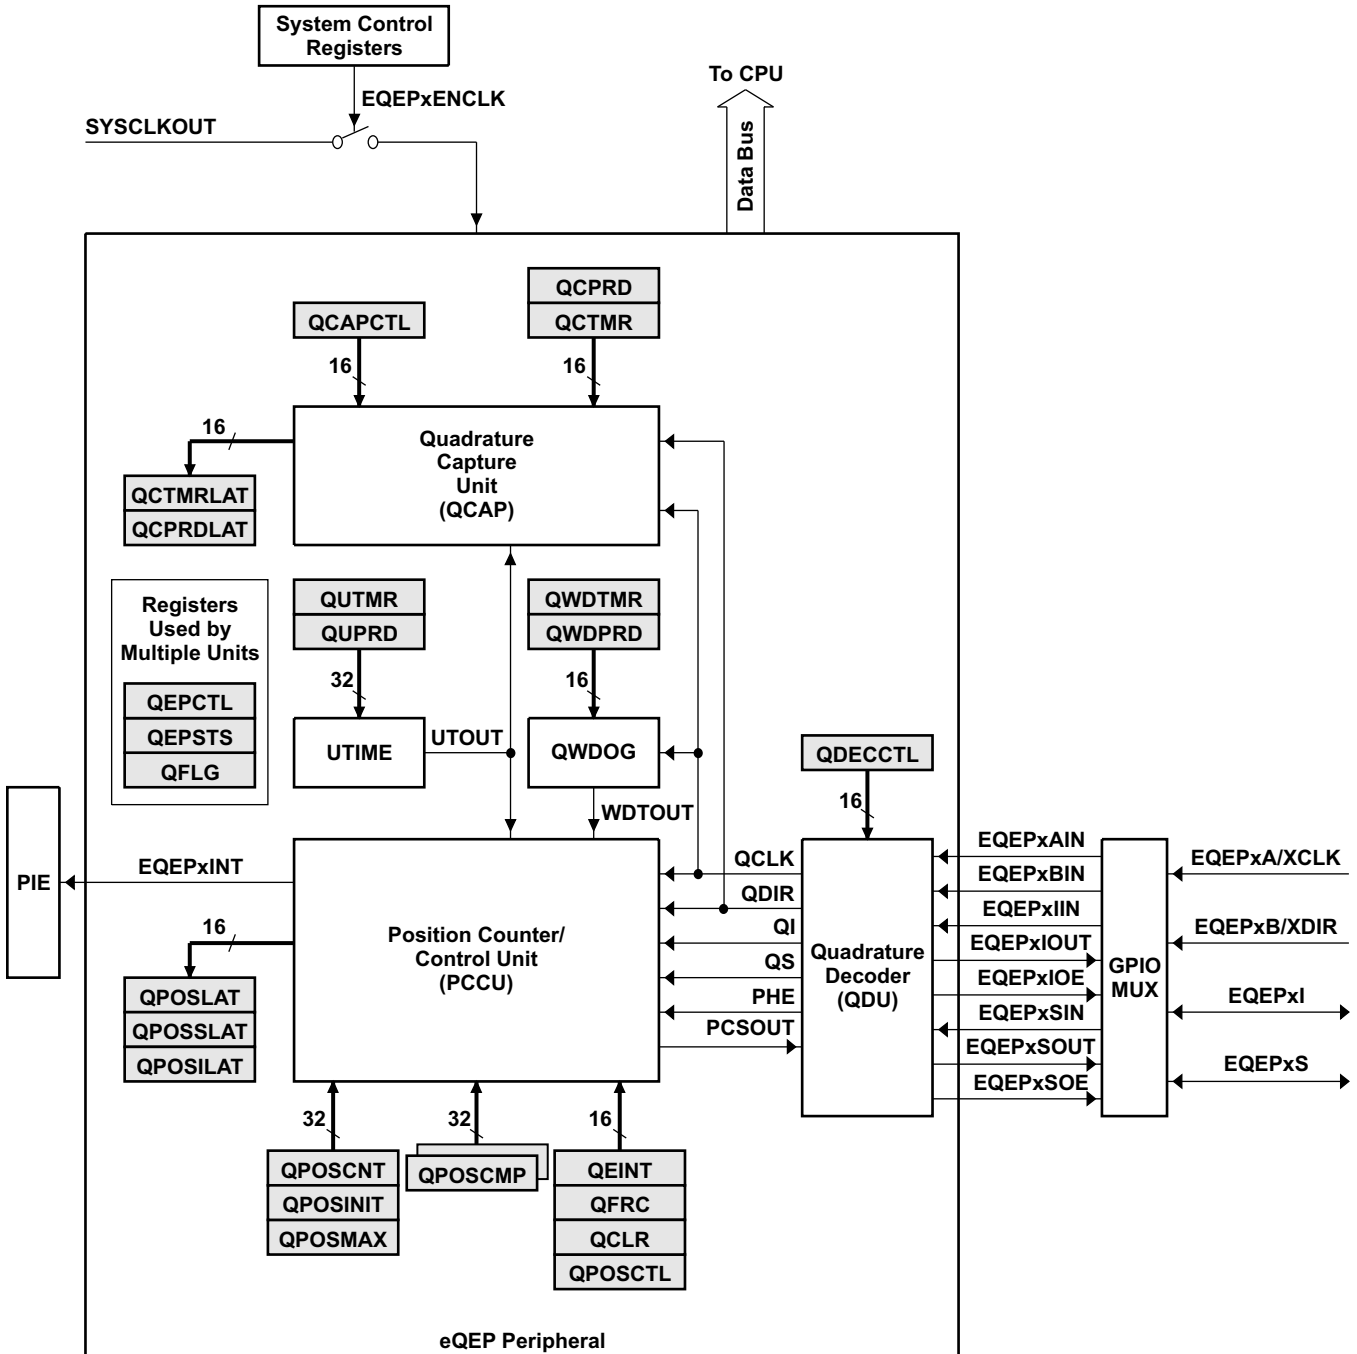 System Control
Registers
To CPU
EQEPxENCLK
SYSCLKOUT
Data Bus
QCPRD
QCAPCTL
QCTMR
16
16
16
Quadrature
Capture
Unit
(QCAP)
QCTMRLAT
QCPRDLAT
Registers
Used by
Multiple Units
QEPCTL
QEPSTS
QFLG
QUTMR
QUPRD
32
UTIME
UTOUT
QWDTMR
QWDPRD
16
QWDOG
WDTOUT
QDECCTL
16
PIE
EQEPxINT
16
Position Counter/
Control Unit
(PCCU)
QCLK
QDIR
QI
QS
PHE
PCSOUT
Quadrature
Decoder
(QDU)
EQEPxAIN
EQEPxBIN
EQEPxIIN
EQEPxIOUT
EQEPxIOE
EQEPxSIN
EQEPxSOUT
EQEPxSOE
GPIO
MUX
EQEPxA/XCLK
EQEPxB/XDIR
EQEPxI
EQEPxS
QPOSLAT
QPOSSLAT
QPOSILAT
32
32
16
QPOSCNT
QPOSINIT
QPOSMAX
QPOSCMP
QEINT
QFRC
QCLR
QPOSCTL
eQEP Peripheral